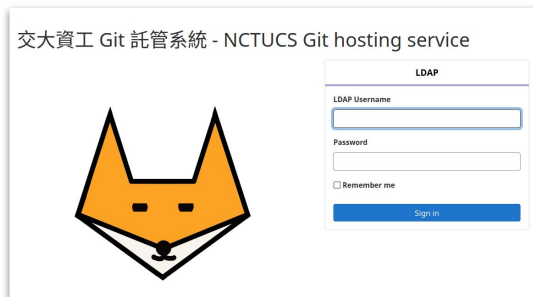 交大資工 Git 託管系統 - NCTUCS Git hosting service
LDAP
LDAP Username
Password
Remember me
Sign in